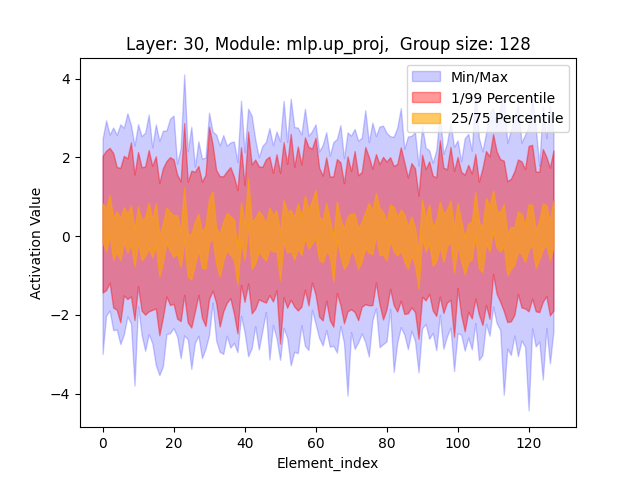 Layer: 30, Module: mlp.up_proj,  Group size: 128
Min/Max
1/99 Percentile
25/75 Percentile
Activation Value
4
2
0
−2
−4
0 20 40 60 80 100 120
Element_index